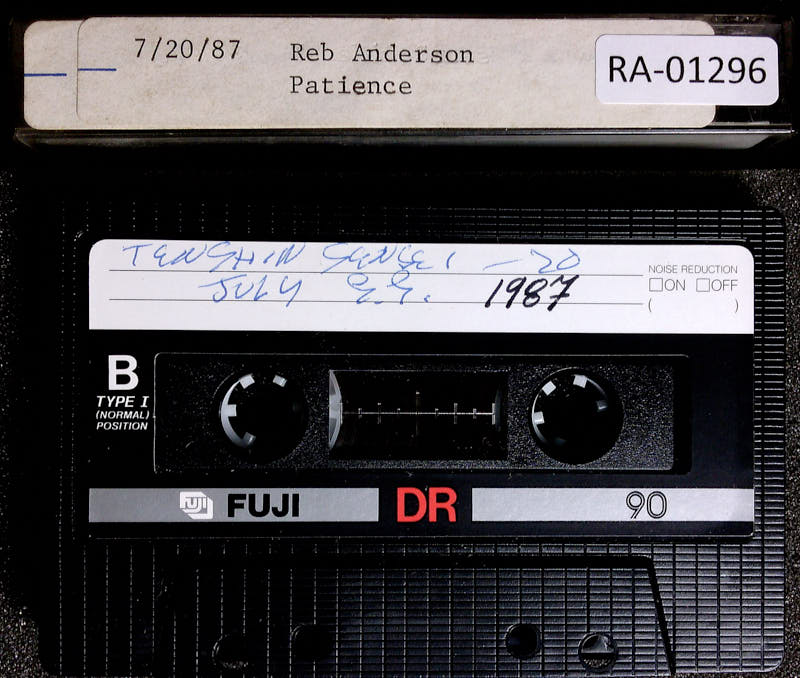 7/20/87 Reb Anderson
Patience
RA-01296
TENSHIN SENSEI - 20
JULY G.G. 1987
NOISE REDUCTION
☐ON ☐OFF
( )
B
TYPE I
(NORMAL)
POSITION
FUJI FUJI DR 90